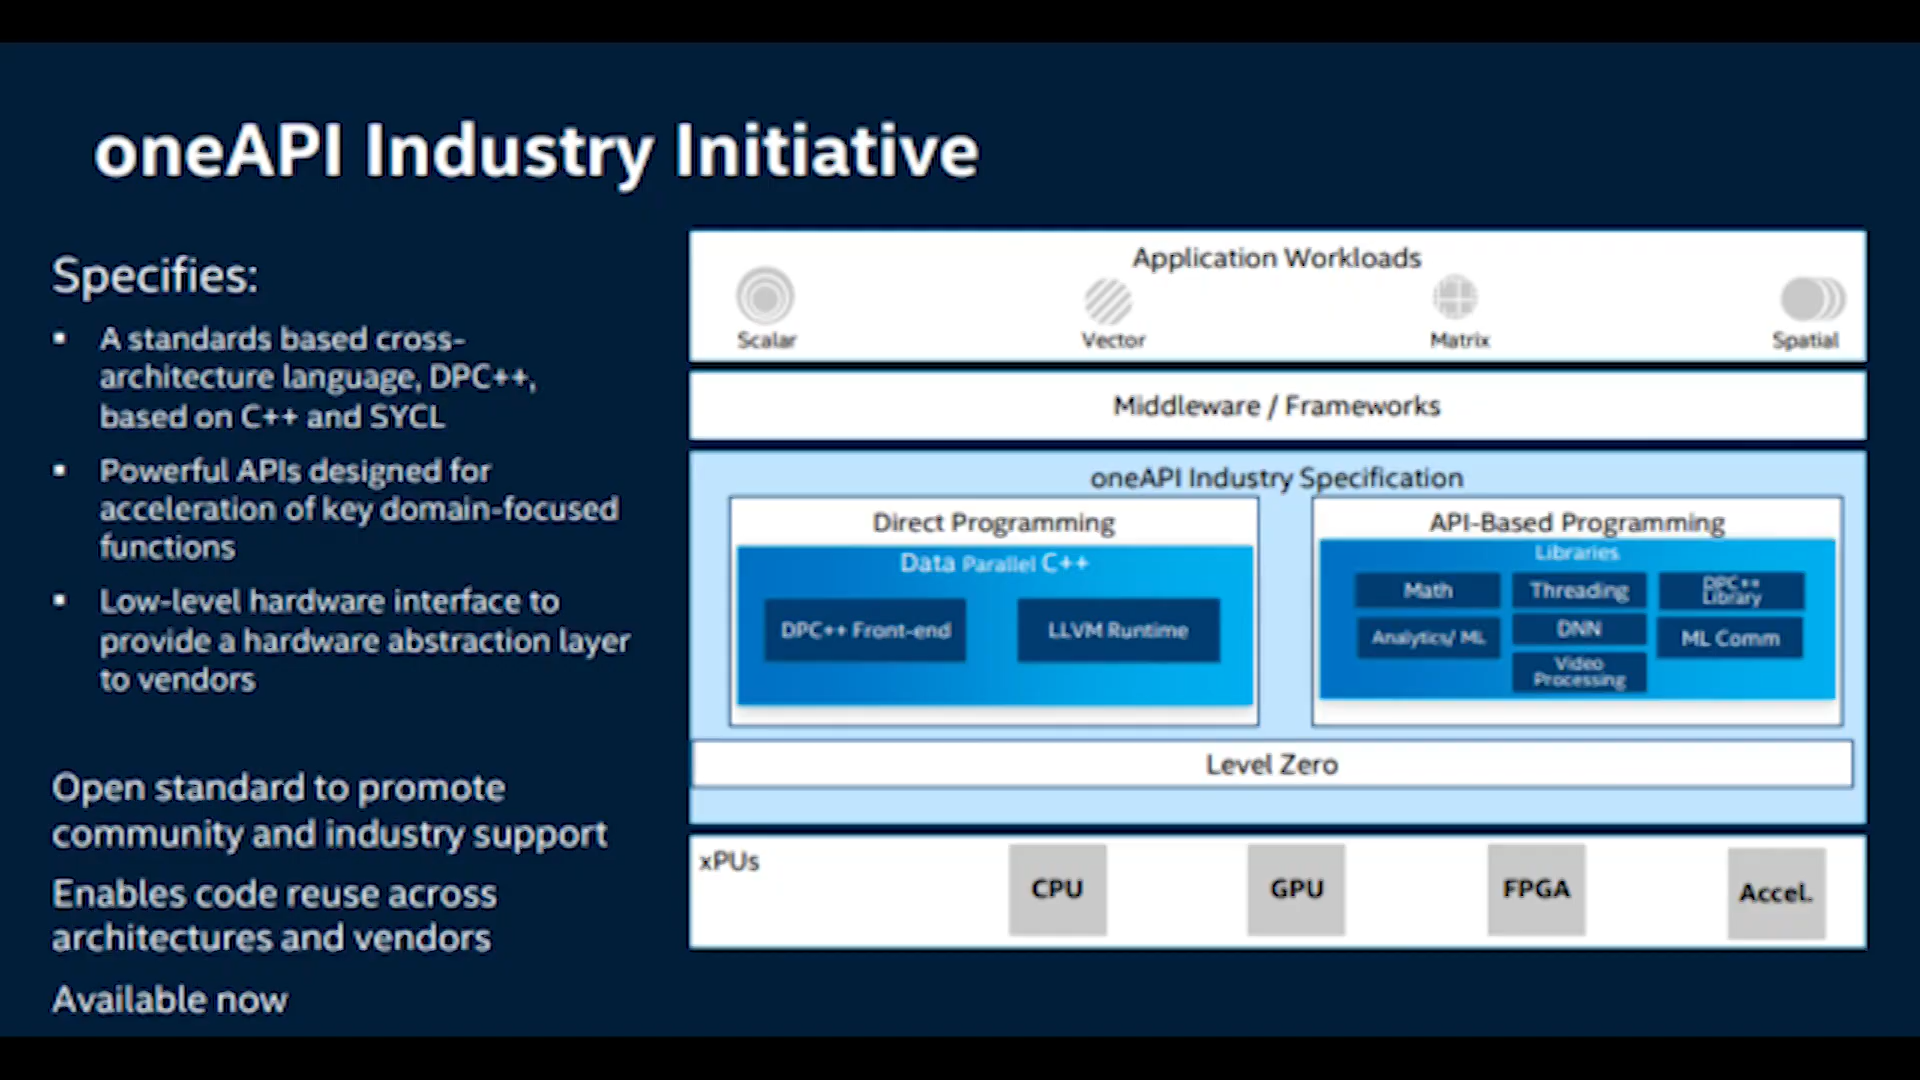 oneAPI Industry Initiative
Specifies:
▪ A standards based cross-
architecture language, DPC++,
based on C++ and SYCL
▪ Powerful APIs designed for
acceleration of key domain-focused
functions
▪ Low-level hardware interface to
provide a hardware abstraction layer
to vendors
Open standard to promote
community and industry support
Enables code reuse across
architectures and vendors
Available now
Application Workloads
Scalar
Vector
Matrix
Spatial
Middleware / Frameworks
oneAPI Industry Specification
Direct Programming
Data Parallel C++
DPC++ Front-end
LLVM Runtime
API-Based Programming
Libraries
Math
Threading
DPC++
Library
Analytics/ ML
DNN
ML Comm
Video
Processing
Level Zero
xPUs
CPU
GPU
FPGA
Accel.